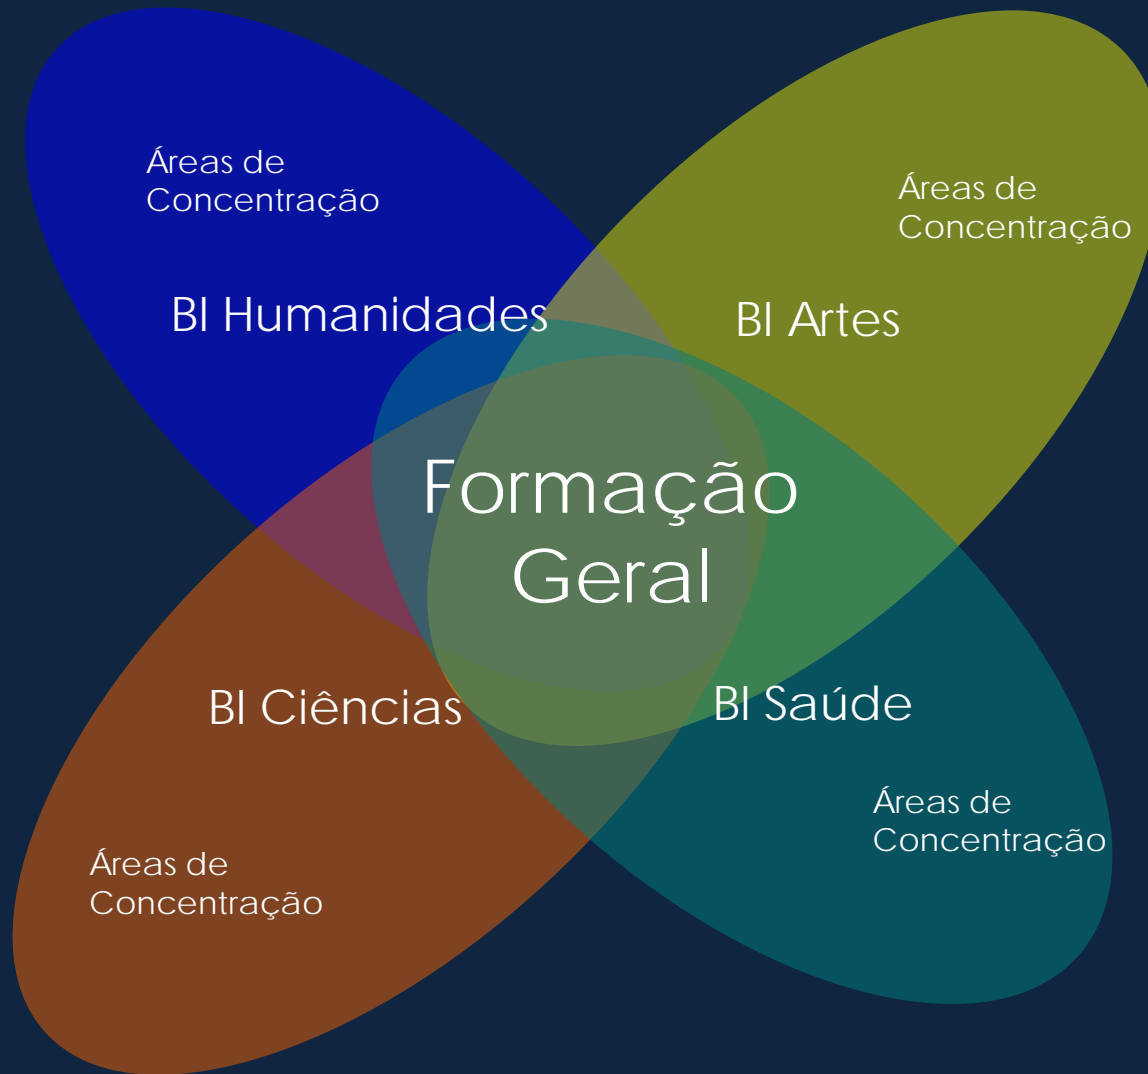 Áreas de
Concentração
BI Humanidades
Áreas de
Concentração
BI Artes
Formação
Geral
BI Ciências
Áreas de
Concentração
BI Saúde
Áreas de
Concentração